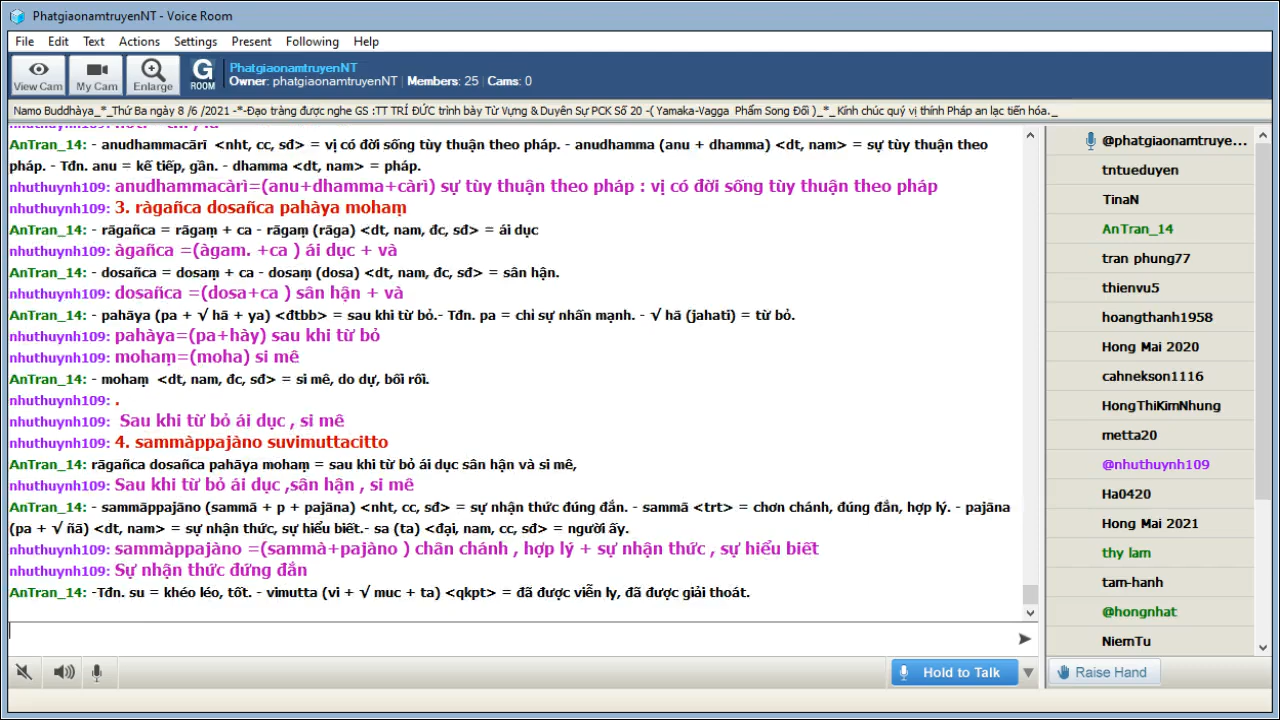 PhatgiaonamtruyenNT - Voice Room
File Edit Text Actions Settings Present Following Help
View Cam My Cam Enlarge G ROOM
PhatgiaonamtruyenNT
Owner: phatgiaonamtruyenNT | Members: 25 | Cams: 0
Namo Buddhàya_*_Thứ Ba ngày 8 /6 /2021 -*-Đạo tràng được nghe GS :TT TRÍ ĐỨC trình bày Từ Vựng & Duyên Sự PCK Số 20 -( Yamaka-Vagga Phẩm Song Đối )_*_ Kính chúc quý vị thính Pháp an lạc tiến hóa._
AnTran_14: - anudhammacārī <nht, cc, sđ> = vị có đời sống tùy thuận theo pháp. - anudhamma (anu + dhamma) <dt, nam> = sự tùy thuận theo
pháp. - Tđn. anu = kế tiếp, gần. - dhamma <dt, nam> = pháp.
nhuthuynh109: anudhammacàrì=(anu+dhamma+càrì) sự tùy thuận theo pháp : vị có đời sống tùy thuận theo pháp
nhuthuynh109: 3. ràgañca dosañca pahàya mohaṃ
AnTran_14: - rāgañca = rāgaṃ + ca - rāgaṃ (rāga) <dt, nam, đc, sđ> = ái dục
nhuthuynh109: àgañca =(àgam. +ca ) ái dục + và
AnTran_14: - dosañca = dosaṃ + ca - dosaṃ (dosa) <dt, nam, đc, sđ> = sân hận.
nhuthuynh109: dosañca =(dosa+ca ) sân hận + và
AnTran_14: - pahāya (pa + √ hā + ya) <đtbb> = sau khi từ bỏ.- Tđn. pa = chỉ sự nhấn mạnh. - √ hā (jahati) = từ bỏ.
nhuthuynh109: pahàya=(pa+hày) sau khi từ bỏ
nhuthuynh109: mohaṃ=(moha) si mê
AnTran_14: - mohaṃ <dt, nam, đc, sđ> = si mê, do dự, bối rối.
nhuthuynh109: .
nhuthuynh109: Sau khi từ bỏ ái dục , si mê
nhuthuynh109: 4. sammàppajàno suvimuttacitto
AnTran_14: rāgañca dosañca pahāya mohaṃ = sau khi từ bỏ ái dục sân hận và si mê,
nhuthuynh109: Sau khi từ bỏ ái dục ,sân hận , si mê
AnTran_14: - sammāppajāno (sammā + p + pajāna) <nht, cc, sđ> = sự nhận thức đúng đắn. - sammā <trt> = chơn chánh, đúng đắn, hợp lý. - pajāna
(pa + √ ñā) <dt, nam> = sự nhận thức, sự hiểu biết.- sa (ta) <đại, nam, cc, sđ> = người ấy.
nhuthuynh109: sammàppajàno =(sammà+pajàno ) chân chánh , hợp lý + sự nhận thức , sự hiểu biết
nhuthuynh109: Sự nhận thức đứng đắn
AnTran_14: -Tđn. su = khéo léo, tốt. - vimutta (vi + √ muc + ta) <qkpt> = đã được viễn ly, đã được giải thoát.
@phatgiaonamtruye...
tntueduyen
TinaN
AnTran_14
tran phung77
thienvu5
hoangthanh1958
Hong Mai 2020
cahnekson1116
HongThiKimNhung
metta20
@nhuthuynh109
Ha0420
Hong Mai 2021
thy lam
tam-hanh
@hongnhat
NiemTu
Hold to Talk
Raise Hand